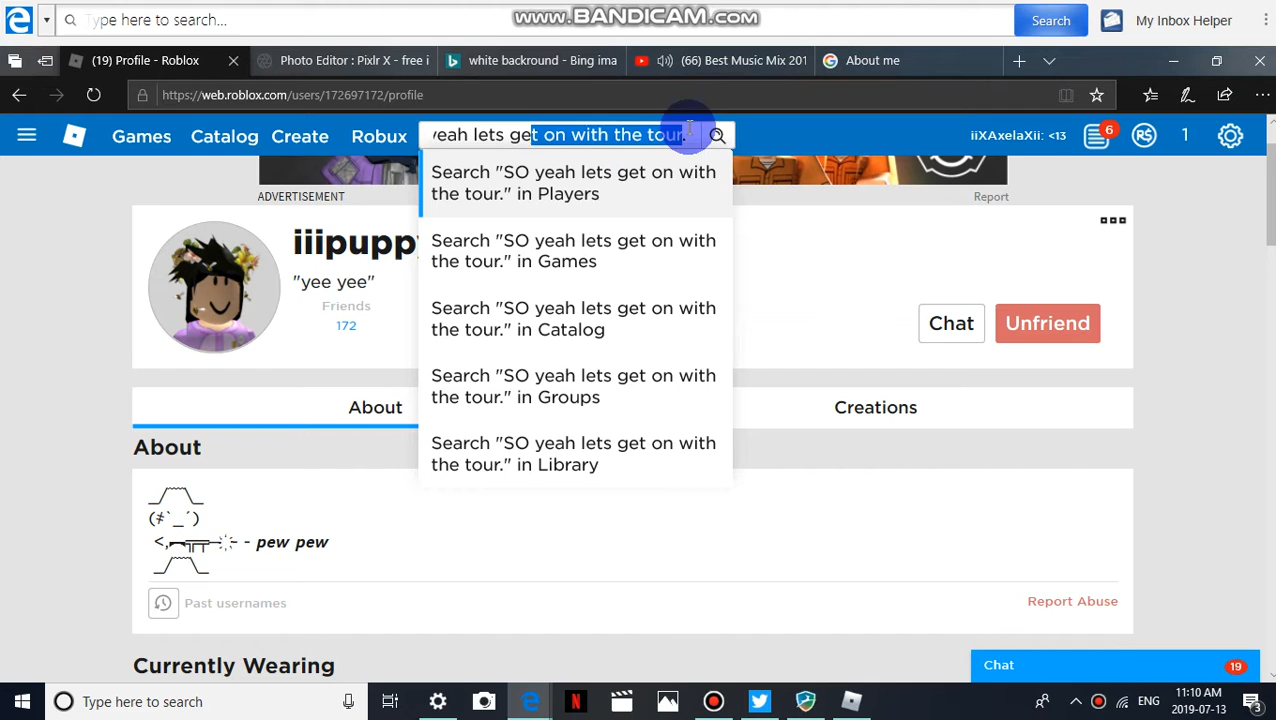 www.BANDICAM.com
Type here to search...
Search
My Inbox Helper
(19) Profile - Roblox
Photo Editor : Pixlr X - free i
white backround - Bing ima
(66) Best Music Mix 201
About me
https://web.roblox.com/users/172697172/profile
Games
Catalog
Create
Robux
yeah lets get on with the tour.
iiXAxelaXii: <13
6
R$
1
ADVERTISEMENT
Report
Search "SO yeah lets get on with
the tour." in Players
Search "SO yeah lets get on with
the tour." in Games
Search "SO yeah lets get on with
the tour." in Catalog
Search "SO yeah lets get on with
the tour." in Groups
Search "SO yeah lets get on with
the tour." in Library
"yee yee"
Friends
172
Chat
Unfriend
About
Creations
About
pew pew
Past usernames
Report Abuse
Currently Wearing
Chat
19
Type here to search
ENG
11:10 AM
2019-07-13
3